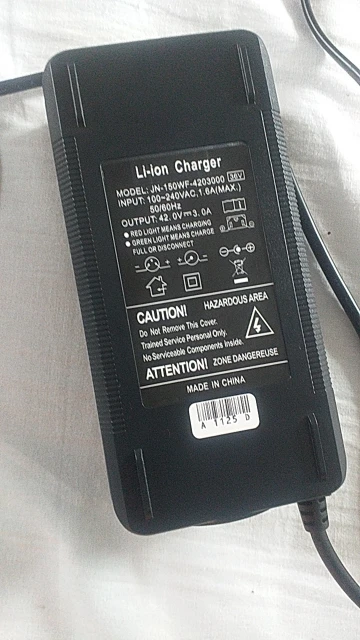 Li-ion Charger
MODEL: JN-150WF-4203000 36V
INPUT: 100~240VAC, 1.6A(MAX.)
50/60Hz
OUTPUT: 42.0V⎓3.0A
● RED LIGHT MEANS CHARGING
● GREEN LIGHT MEANS CHARGE
FULL OR DISCONNECT
CAUTION! HAZARDOUS AREA
Do Not Remove This Cover.
Trained Service Personal Only.
No Serviceable Components Inside.
ATTENTION! ZONE DANGEREUSE
MADE IN CHINA
A 1125 D